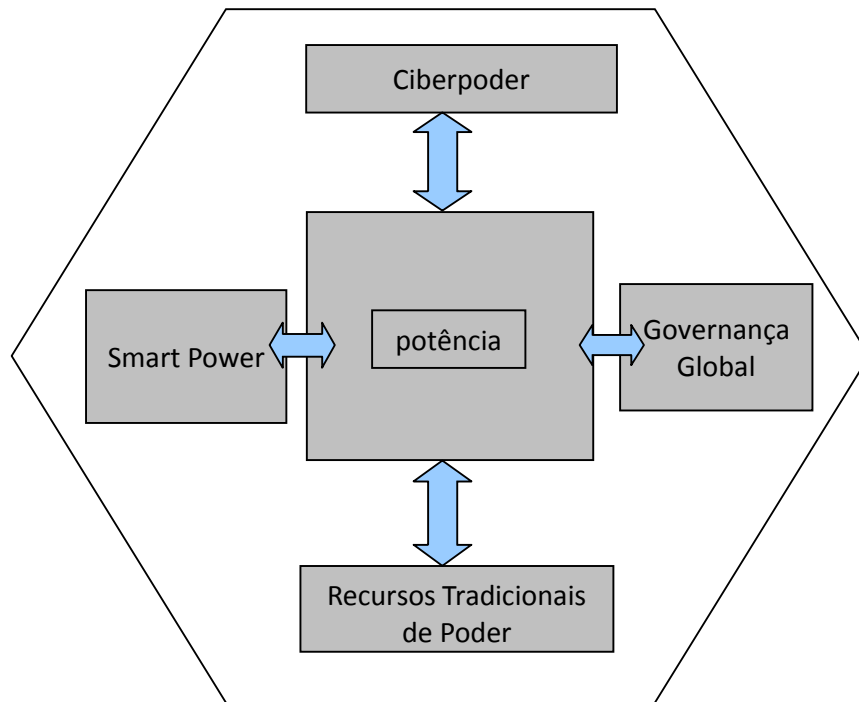 Ciberpoder
Smart Power
potência
Governança
Global
Recursos Tradicionais
de Poder